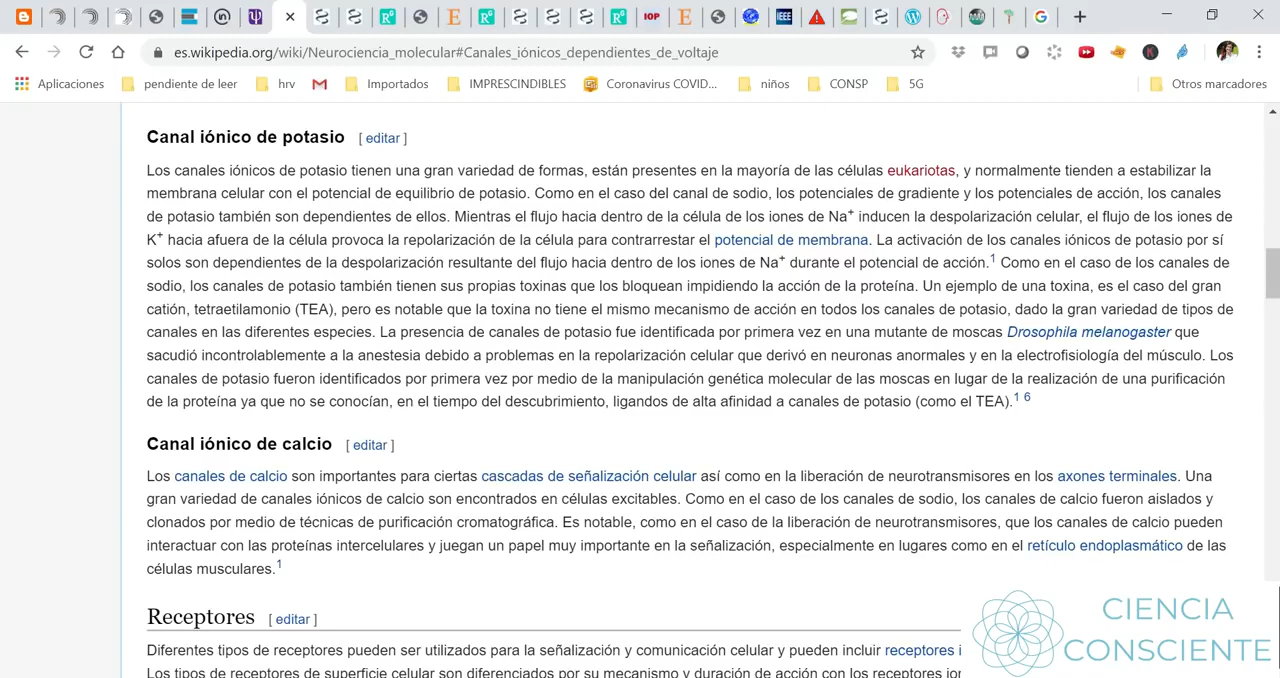 IOP
IEEE
es.wikipedia.org/wiki/Neurociencia_molecular#Canales_iónicos_dependientes_de_voltaje
Aplicaciones pendiente de leer hrv Importados IMPRESCINDIBLES Coronavirus COVID... niños CONSP 5G Otros marcadores
Canal iónico de potasio [ editar ]
Los canales iónicos de potasio tienen una gran variedad de formas, están presentes en la mayoría de las células eukariotas, y normalmente tienden a estabilizar la
membrana celular con el potencial de equilibrio de potasio. Como en el caso del canal de sodio, los potenciales de gradiente y los potenciales de acción, los canales
de potasio también son dependientes de ellos. Mientras el flujo hacia dentro de la célula de los iones de Na+ inducen la despolarización celular, el flujo de los iones de
K+ hacia afuera de la célula provoca la repolarización de la célula para contrarrestar el potencial de membrana. La activación de los canales iónicos de potasio por sí
solos son dependientes de la despolarización resultante del flujo hacia dentro de los iones de Na+ durante el potencial de acción.1 Como en el caso de los canales de
sodio, los canales de potasio también tienen sus propias toxinas que los bloquean impidiendo la acción de la proteína. Un ejemplo de una toxina, es el caso del gran
catión, tetraetilamonio (TEA), pero es notable que la toxina no tiene el mismo mecanismo de acción en todos los canales de potasio, dado la gran variedad de tipos de
canales en las diferentes especies. La presencia de canales de potasio fue identificada por primera vez en una mutante de moscas Drosophila melanogaster que
sacudió incontrolablemente a la anestesia debido a problemas en la repolarización celular que derivó en neuronas anormales y en la electrofisiología del músculo. Los
canales de potasio fueron identificados por primera vez por medio de la manipulación genética molecular de las moscas en lugar de la realización de una purificación
de la proteína ya que no se conocían, en el tiempo del descubrimiento, ligandos de alta afinidad a canales de potasio (como el TEA).1 6
Canal iónico de calcio [ editar ]
Los canales de calcio son importantes para ciertas cascadas de señalización celular así como en la liberación de neurotransmisores en los axones terminales. Una
gran variedad de canales iónicos de calcio son encontrados en células excitables. Como en el caso de los canales de sodio, los canales de calcio fueron aislados y
clonados por medio de técnicas de purificación cromatográfica. Es notable, como en el caso de la liberación de neurotransmisores, que los canales de calcio pueden
interactuar con las proteínas intercelulares y juegan un papel muy importante en la señalización, especialmente en lugares como en el retículo endoplasmático de las
células musculares.1
Receptores [ editar ]
Diferentes tipos de receptores pueden ser utilizados para la señalización y comunicación celular y pueden incluir receptores i
Los tipos de receptores de superficie celular son diferenciados por su mecanismo y duración de acción con los receptores ior
CIENCIA
CONSCIENTE